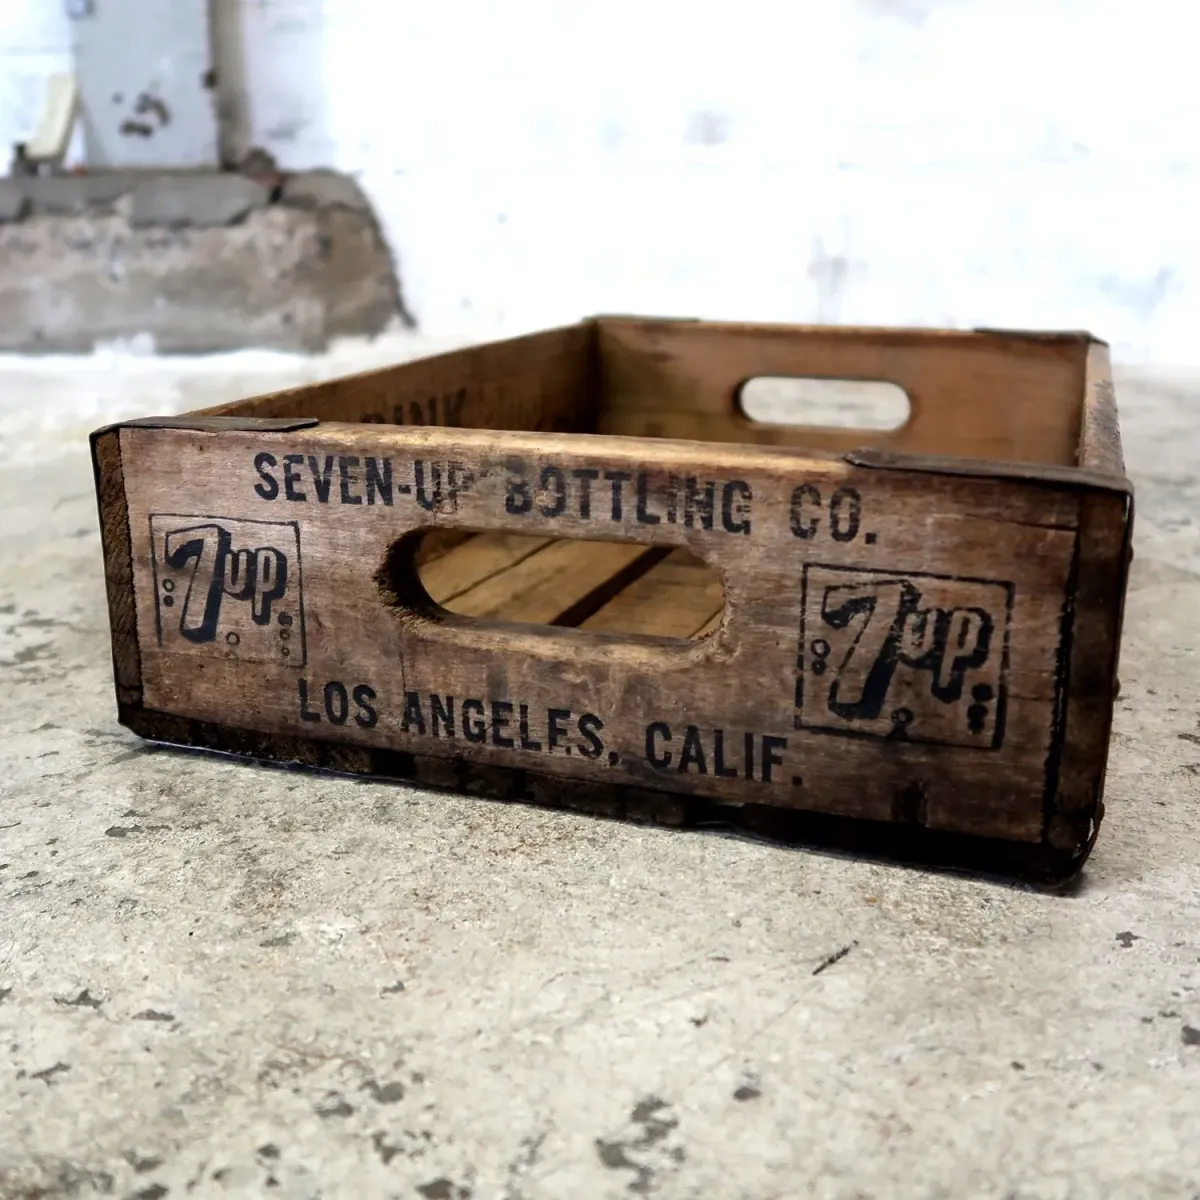 SEVEN-UP BOTTLING CO.
7up
7up
LOS ANGELES, CALIF.